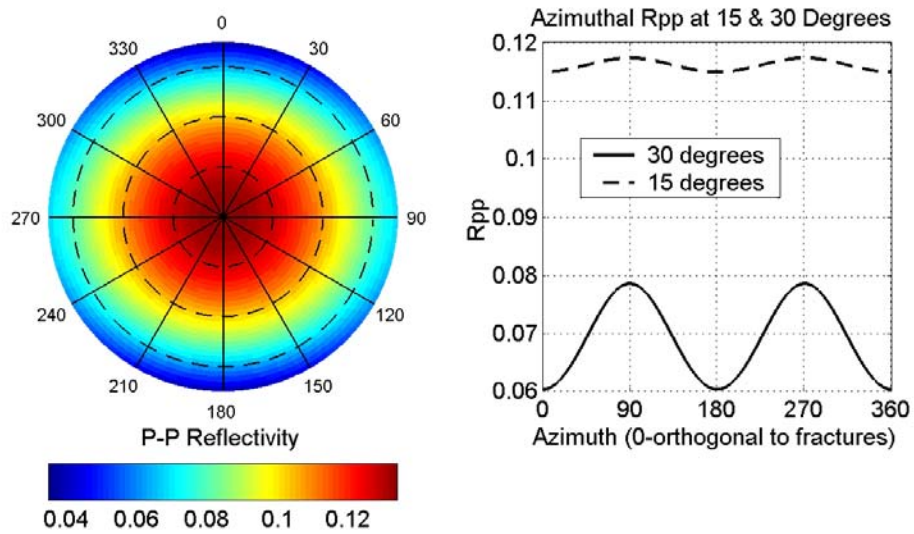 0
30
60
90
120
150
180
210
240
270
300
330
P-P Reflectivity
0.04 0.06 0.08 0.1 0.12
Azimuthal Rpp at 15 & 30 Degrees
0.12
0.11
0.1
0.09
0.08
0.07
0.06
Rpp
30 degrees
15 degrees
0 90 180 270 360
Azimuth (0-orthogonal to fractures)